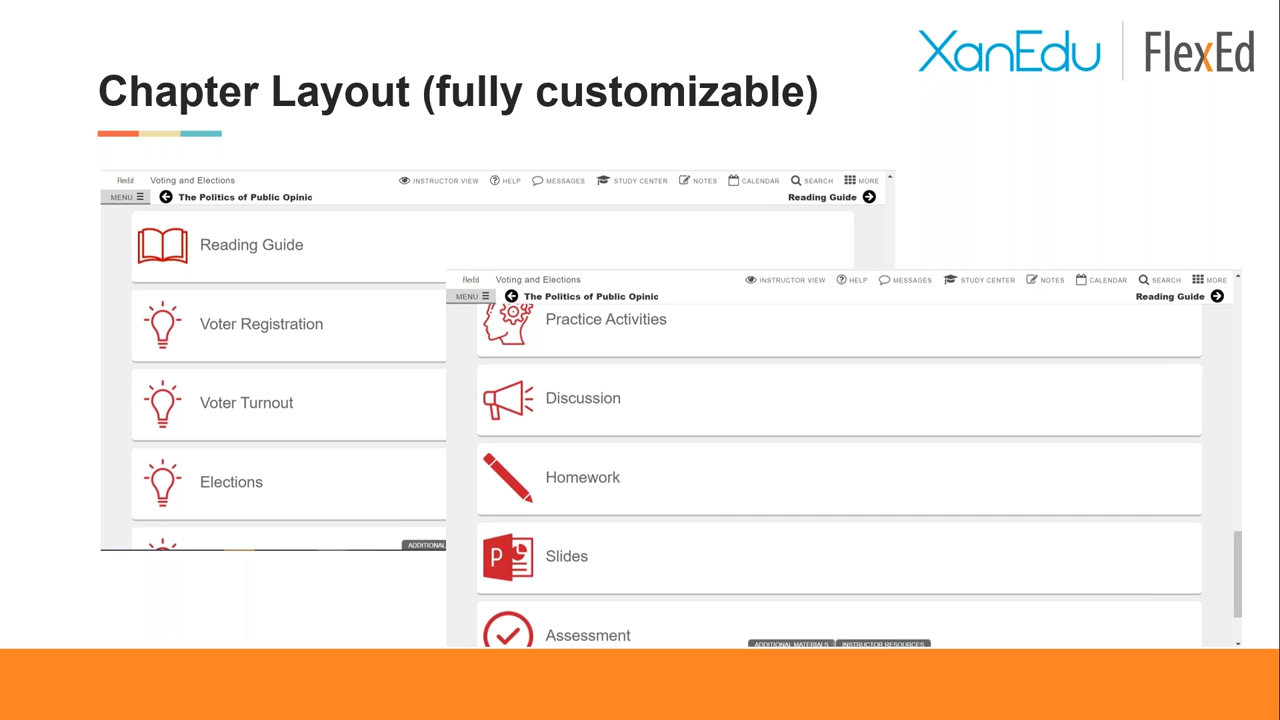 XanEdu | FlexEd
Chapter Layout (fully customizable)
FlexEd Voting and Elections INSTRUCTOR VIEW HELP MESSAGES STUDY CENTER NOTES CALENDAR SEARCH MORE
MENU The Politics of Public Opinic Reading Guide
Reading Guide
Voter Registration
Voter Turnout
Elections
ADDITIONAL
FlexEd Voting and Elections INSTRUCTOR VIEW HELP MESSAGES STUDY CENTER NOTES CALENDAR SEARCH MORE
MENU The Politics of Public Opinic Reading Guide
Practice Activities
Discussion
Homework
P Slides
Assessment
ADDITIONAL MATERIALS INSTRUCTOR RESOURCES